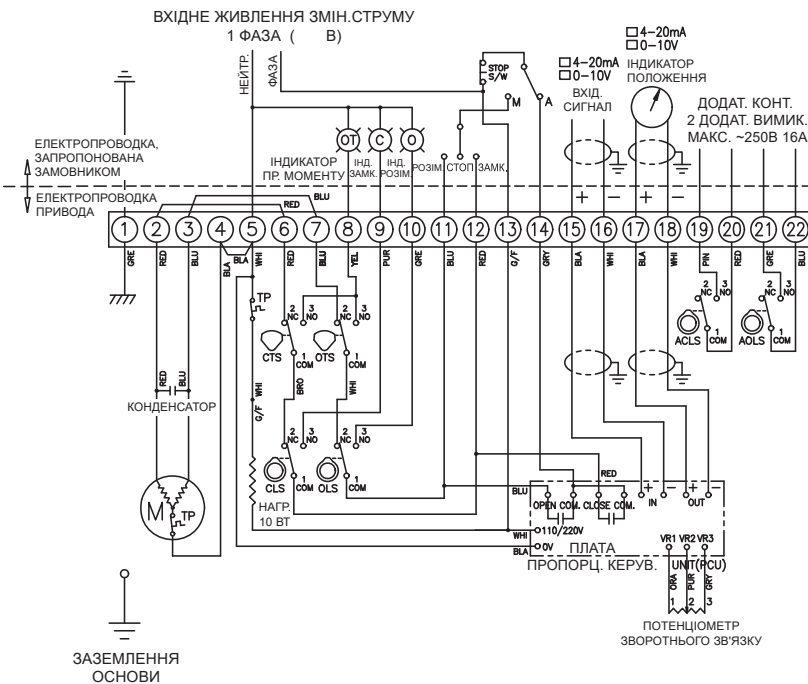 ВХІДНЕ ЖИВЛЕННЯ ЗМІН.СТРУМУ
1 ФАЗА ( В)
НЕЙТР.
ФАЗА
STOP
S/W
M
A
4-20mA
0-10V
ВХІД.
СИГНАЛ
4-20mA
0-10V
ІНДИКАТОР
ПОЛОЖЕННЯ
ДОДАТ. КОНТ.
2 ДОДАТ. ВИМИК.
МАКС. ~250В 16А
ЕЛЕКТРОПРОВОДКА,
ЗАПРОПОНОВАНА
ЗАМОВНИКОМ
ЕЛЕКТРОПРОВОДКА
ПРИВОДА
OT C O
ІНДИКАТОР
ПР. МОМЕНТУ
ІНД.
ЗАМК.
ІНД.
РОЗІМ.
РОЗІМ. СТОП ЗАМК.
+ − + −
BLU
RED
1 2 3 4 5 6 7 8 9 10 11 12 13 14 15 16 17 18 19 20 21 22
GRE RED BLU BLA BLA WHI RED BLU YEL PUR GRE BLU RED G/F GRY BLA WHI BLA WHI PIN RED GRE BLU
TP
2 NC 3 NO
CTS
1 COM
2 NC 3 NO
OTS
1 COM
2 NC 3 NO
ACLS
1 COM
2 NC 3 NO
AOLS
1 COM
RED BLU
КОНДЕНСАТОР
WHI
G/F
BRO
WHI
2 NC 3 NO
CLS
1 COM
2 NC 3 NO
OLS
1 COM
M
TP
НАГР.
10 ВТ
RED
BLU
OPEN COM. CLOSE COM.
+ − + −
IN OUT
WHI
110/220V
BLA
0V
ПЛАТА
ПРОПОРЦ. КЕРУВ. UNIT(PCU)
VR1 VR2 VR3
ORA PUR GRY
1 2 3
ПОТЕНЦІОМЕТР
ЗВОРОТНЬОГО ЗВ'ЯЗКУ
ЗАЗЕМЛЕННЯ
ОСНОВИ